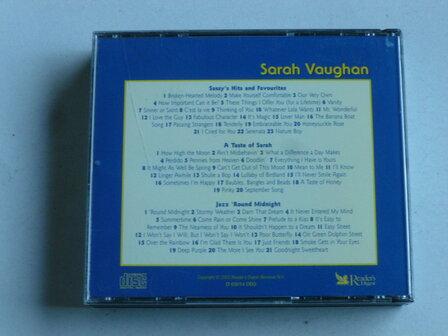 Sarah Vaughan
Sassy's Hits and Favourites
1 Broken-Hearted Melody 2 Make Yourself Comfortable 3 Our Very Own
4 How Important Can it Be? 5 These Things I Offer You (for a Lifetime) 6 Vanity
7 Sinner or Saint 8 C'est la vie 9 Thinking of You 10 Whatever Lola Wants 11 Mr. Wonderful
12 I Love the Guy 13 Fabulous Character 14 It's Magic 15 Lover Man 16 The Banana Boat
Song 17 Passing Strangers 18 Tenderly 19 Embraceable You 20 Honeysuckle Rose
21 I Cried for You 22 Serenata 23 Nature Boy
A Taste of Sarah
1 How High the Moon 2 Ain't Misbehavin' 3 What a Difference a Day Makes
4 Perdido 5 Pennies from Heaven 6 Doodlin' 7 Everything I Have is Yours
8 It Might As Well Be Spring 9 Can't Get Out of This Mood 10 Mean to Me 11 I'll Know
12 Linger Awhile 13 Shulie a Bop 14 Lullaby of Birdland 15 I'll Never Smile Again
16 Sometimes I'm Happy 17 Baubles, Bangles and Beads 18 A Taste of Honey
19 Pinky 20 September Song
Jazz 'Round Midnight
1 'Round Midnight 2 Stormy Weather 3 Darn That Dream 4 It Never Entered My Mind
5 Summertime 6 Come Rain or Come Shine 7 Prelude to a Kiss 8 It's Easy to
Remember 9 The Nearness of You 10 It Shouldn't Happen to a Dream 11 Easy Street
12 I Won't Say I Will, But I Won't Say I Won't 13 Poor Butterfly 14 On Green Dolphin Street
15 Over the Rainbow 16 I'm Glad There is You 17 Just Friends 18 Smoke Gets in Your Eyes
19 Deep Purple 20 The More I See You 21 Goodnight Sweetheart
disc
Reader's
Digest